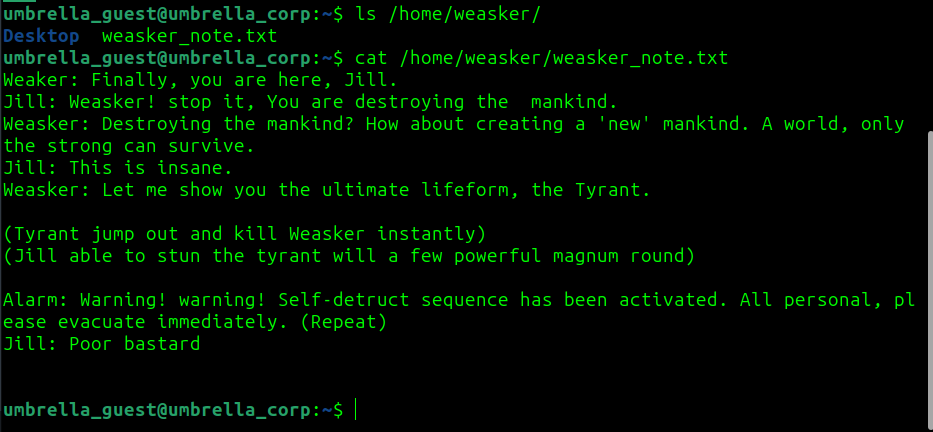 umbrella_guest@umbrella_corp:~$ ls /home/weasker/
Desktop  weasker_note.txt
umbrella_guest@umbrella_corp:~$ cat /home/weasker/weasker_note.txt
Weaker: Finally, you are here, Jill.
Jill: Weasker! stop it, You are destroying the  mankind.
Weasker: Destroying the mankind? How about creating a 'new' mankind. A world, only
the strong can survive.
Jill: This is insane.
Weasker: Let me show you the ultimate lifeform, the Tyrant.
(Tyrant jump out and kill Weasker instantly)
(Jill able to stun the tyrant will a few powerful magnum round)
Alarm: Warning! warning! Self-detruct sequence has been activated. All personal, pl
ease evacuate immediately. (Repeat)
Jill: Poor bastard
umbrella_guest@umbrella_corp:~$